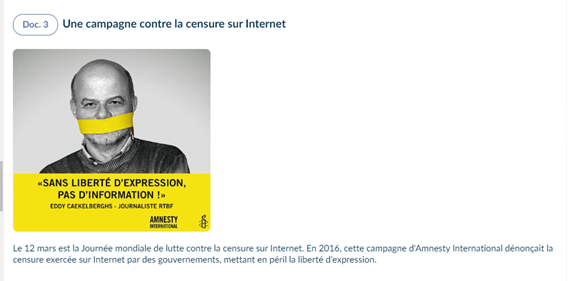 Doc. 3 Une campagne contre la censure sur Internet
«SANS LIBERTÉ D'EXPRESSION,
PAS D'INFORMATION !»
EDDY CAEKELBERGHS - JOURNALISTE RTBF
AMNESTY
INTERNATIONAL
Le 12 mars est la Journée mondiale de lutte contre la censure sur Internet. En 2016, cette campagne d'Amnesty International dénonçait la
censure exercée sur Internet par des gouvernements, mettant en péril la liberté d'expression.